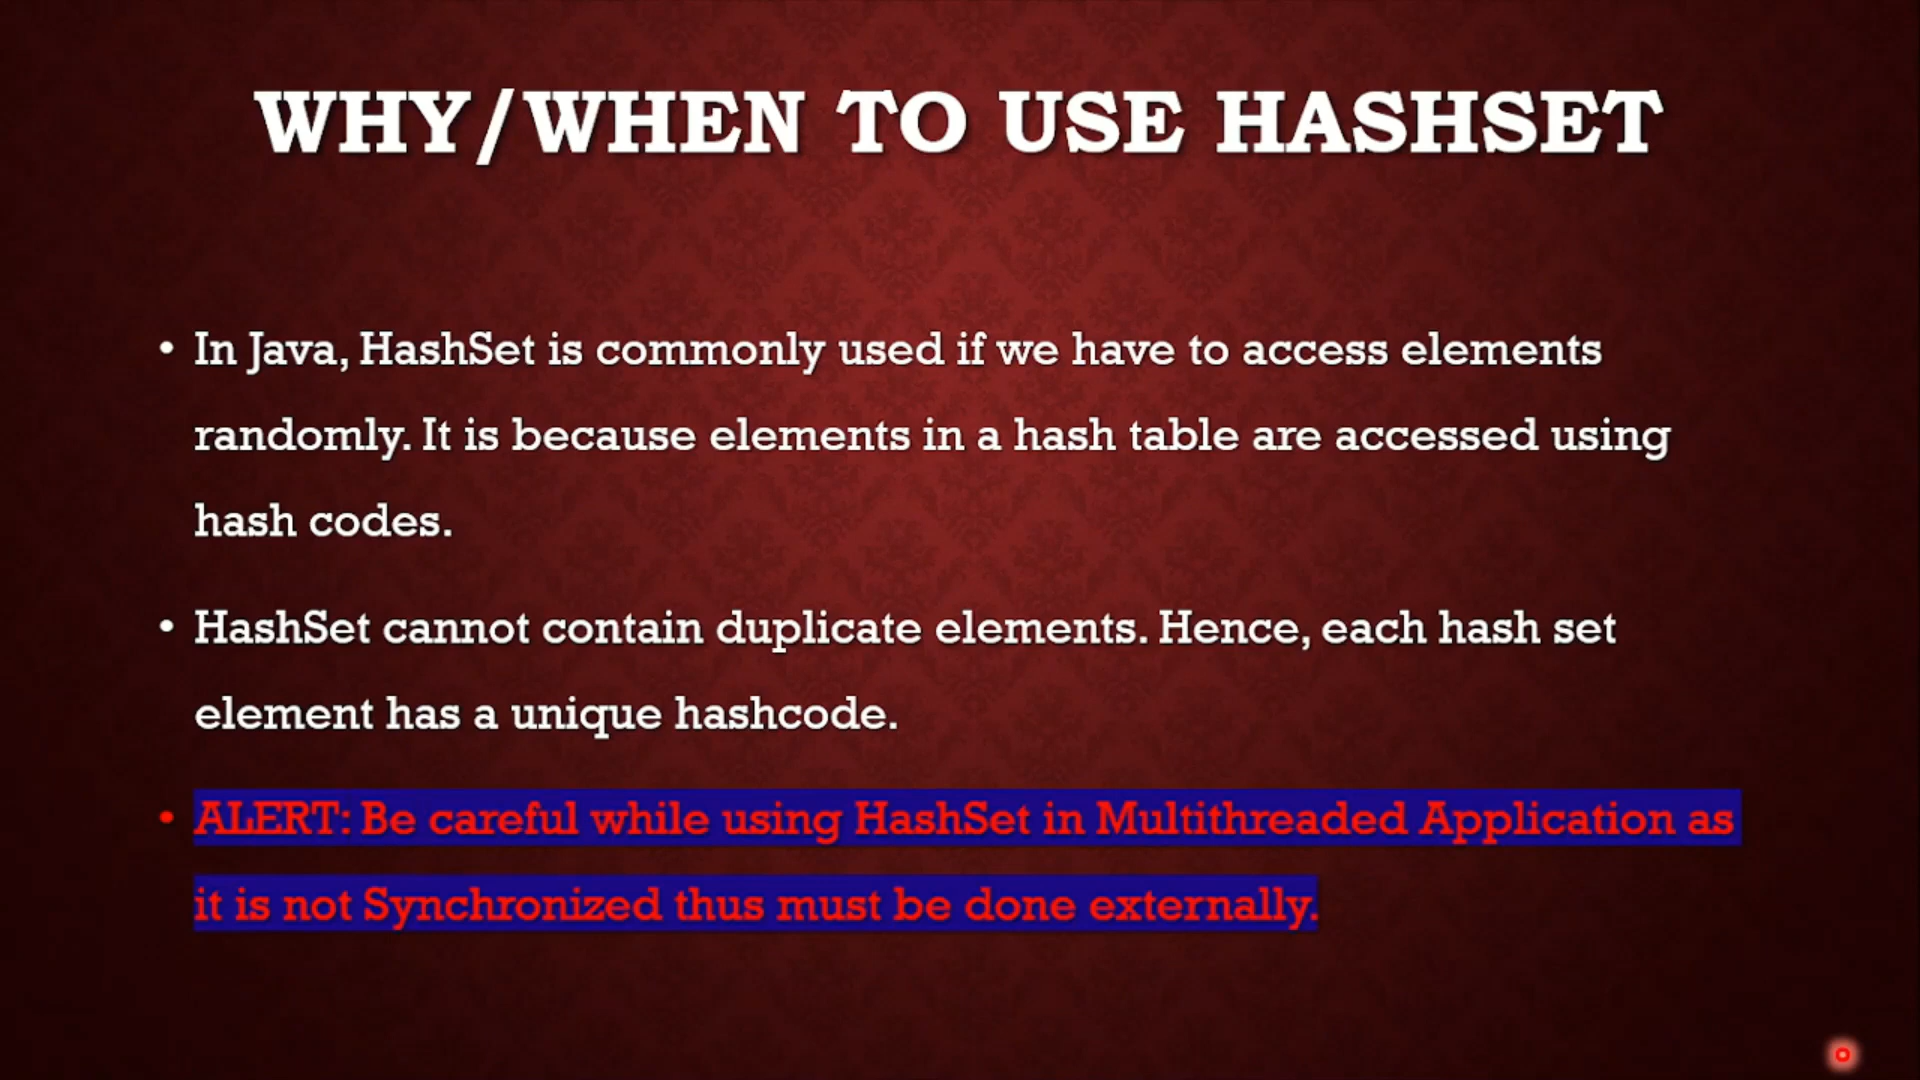 WHY/WHEN TO USE HASHSET
• In Java, HashSet is commonly used if we have to access elements
randomly. It is because elements in a hash table are accessed using
hash codes.
• HashSet cannot contain duplicate elements. Hence, each hash set
element has a unique hashcode.
• ALERT: Be careful while using HashSet in Multithreaded Application as
it is not Synchronized thus must be done externally.